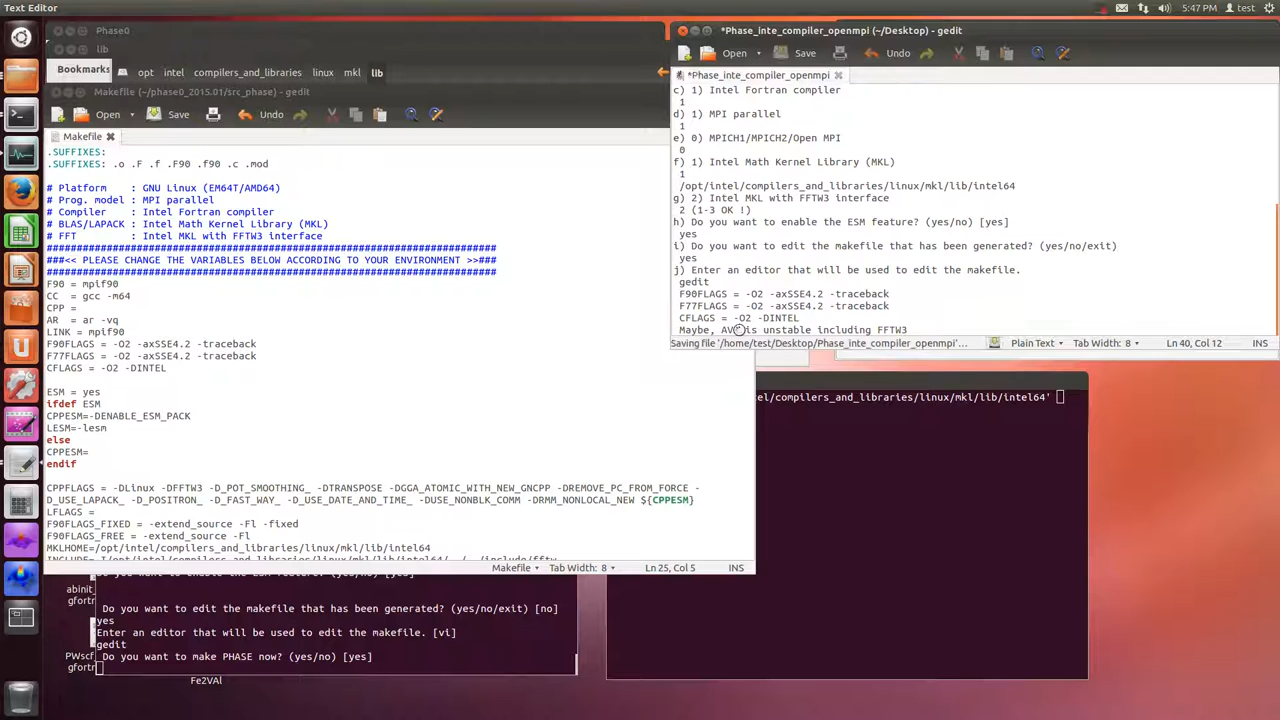 Text Editor
5:47 PM
test
Phase0
lib
Bookmarks
opt intel compilers_and_libraries linux mkl lib
Makefile (~/phase0_2015.01/src_phase) - gedit
Open Save Undo
Makefile
.SUFFIXES:
.SUFFIXES: .o .F .f .F90 .f90 .c .mod
# Platform    : GNU Linux (EM64T/AMD64)
# Prog. model : MPI parallel
# Compiler    : Intel Fortran compiler
# BLAS/LAPACK : Intel Math Kernel Library (MKL)
# FFT         : Intel MKL with FFTW3 interface
###########################################################################
###<< PLEASE CHANGE THE VARIABLES BELOW ACCORDING TO YOUR ENVIRONMENT >>###
###########################################################################
F90 = mpif90
CC  = gcc -m64
CPP =
AR  = ar -vq
LINK = mpif90
F90FLAGS = -O2 -axSSE4.2 -traceback
F77FLAGS = -O2 -axSSE4.2 -traceback
CFLAGS = -O2 -DINTEL
ESM = yes
ifdef ESM
CPPESM=-DENABLE_ESM_PACK
LESM=-lesm
else
CPPESM=
endif
CPPFLAGS = -DLinux -DFFTW3 -D_POT_SMOOTHING_ -DTRANSPOSE -DGGA_ATOMIC_WITH_NEW_GNCPP -DREMOVE_PC_FROM_FORCE -
D_USE_LAPACK_ -D_POSITRON_ -D_FAST_WAY_ -D_USE_DATE_AND_TIME_ -DUSE_NONBLK_COMM -DRMM_NONLOCAL_NEW ${CPPESM}
LFLAGS =
F90FLAGS_FIXED = -extend_source -Fl -fixed
F90FLAGS_FREE = -extend_source -Fl
MKLHOME=/opt/intel/compilers_and_libraries/linux/mkl/lib/intel64
Makefile Tab Width: 8 Ln 25, Col 5 INS
*Phase_inte_compiler_openmpi (~/Desktop) - gedit
Open Save Undo
*Phase_inte_compiler_openmpi
c) 1) Intel Fortran compiler
1
d) 1) MPI parallel
1
e) 0) MPICH1/MPICH2/Open MPI
0
f) 1) Intel Math Kernel Library (MKL)
1
/opt/intel/compilers_and_libraries/linux/mkl/lib/intel64
g) 2) Intel MKL with FFTW3 interface
2 (1-3 OK !)
h) Do you want to enable the ESM feature? (yes/no) [yes]
yes
i) Do you want to edit the makefile that has been generated? (yes/no/exit)
yes
j) Enter an editor that will be used to edit the makefile.
gedit
F90FLAGS = -O2 -axSSE4.2 -traceback
F77FLAGS = -O2 -axSSE4.2 -traceback
CFLAGS = -O2 -DINTEL
Maybe, is unstable including FFTW3
Saving file '/home/test/Desktop/Phase_inte_compiler_openmpi'... Plain Text Tab Width: 8 Ln 40, Col 12 INS
el/compilers_and_libraries/linux/mkl/lib/intel64'
abinit
gfortr
PWscf
gfortr
Do you want to edit the makefile that has been generated? (yes/no/exit) [no]
yes
Enter an editor that will be used to edit the makefile. [vi]
gedit
Do you want to make PHASE now? (yes/no) [yes]
Fe2VAl